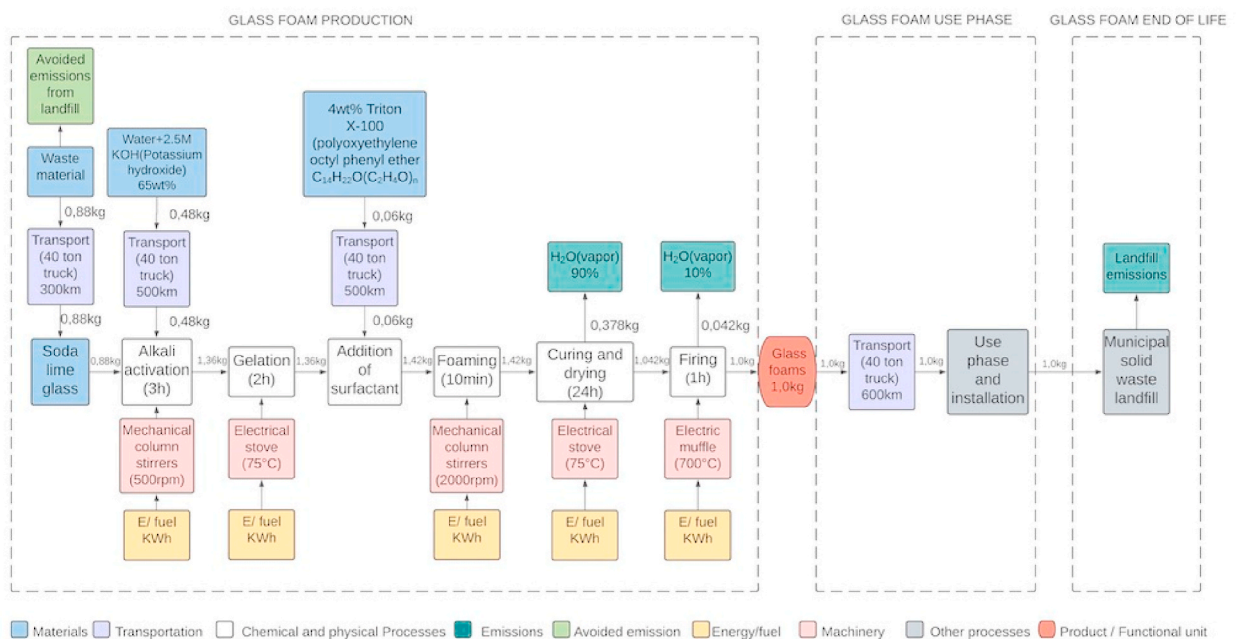 GLASS FOAM PRODUCTION
GLASS FOAM USE PHASE
GLASS FOAM END OF LIFE
Avoided
emissions
from
landfill
Waste
material
0,88kg
Transport
(40 ton
truck)
300km
0,88kg
Soda
lime
glass
0,88kg
Water+2.5M
KOH(Potassium
hydroxide)
65wt%
0,48kg
Transport
(40 ton
truck)
500km
0,48kg
Alkali
activation
(3h)
1,36kg
Mechanical
column
stirrers
(500rpm)
E/ fuel
KWh
Gelation
(2h)
1,36kg
Electrical
stove
(75°C)
E/ fuel
KWh
4wt% Triton
X-100
(polyoxyethylene
octyl phenyl ether
C₁₄H₂₂O(C₂H₄O)ₙ
0,06kg
Transport
(40 ton
truck)
500km
0,06kg
Addition
of
surfactant
1,42kg
Foaming
(10min)
1,42kg
Mechanical
column
stirrers
(2000rpm)
E/ fuel
KWh
H₂O(vapor)
90%
0,378kg
Curing and
drying
(24h)
1,042kg
Electrical
stove
(75°C)
E/ fuel
KWh
H₂O(vapor)
10%
0,042kg
Firing
(1h)
1,0kg
Electric
muffle
(700°C)
E/ fuel
KWh
Glass
foams
1,0kg
1,0kg
Transport
(40 ton
truck)
600km
1,0kg
Use
phase
and
installation
1,0kg
Landfill
emissions
Municipal
solid
waste
landfill
Materials
Transportation
Chemical and physical Processes
Emissions
Avoided emission
Energy/fuel
Machinery
Other processes
Product / Functional unit